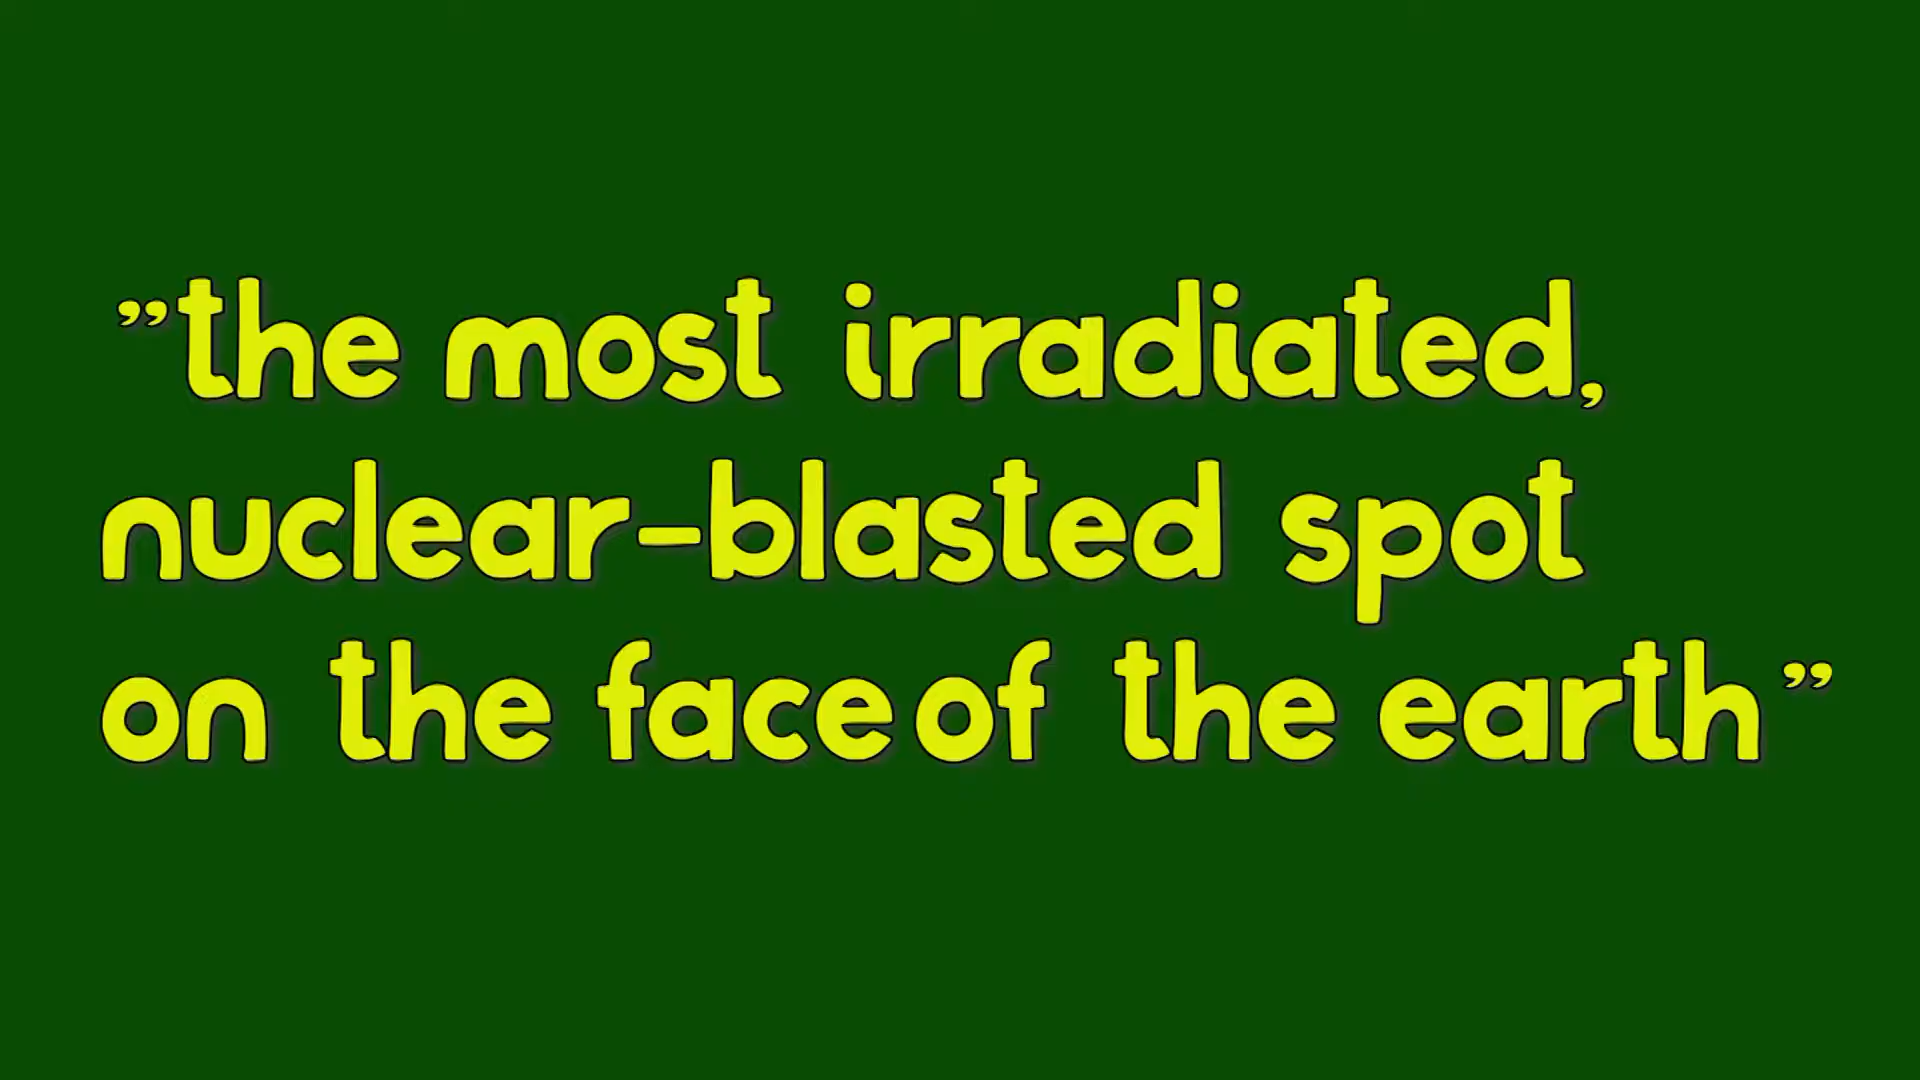 ”the most irradiated,
nuclear-blasted spot
on the face of the earth”